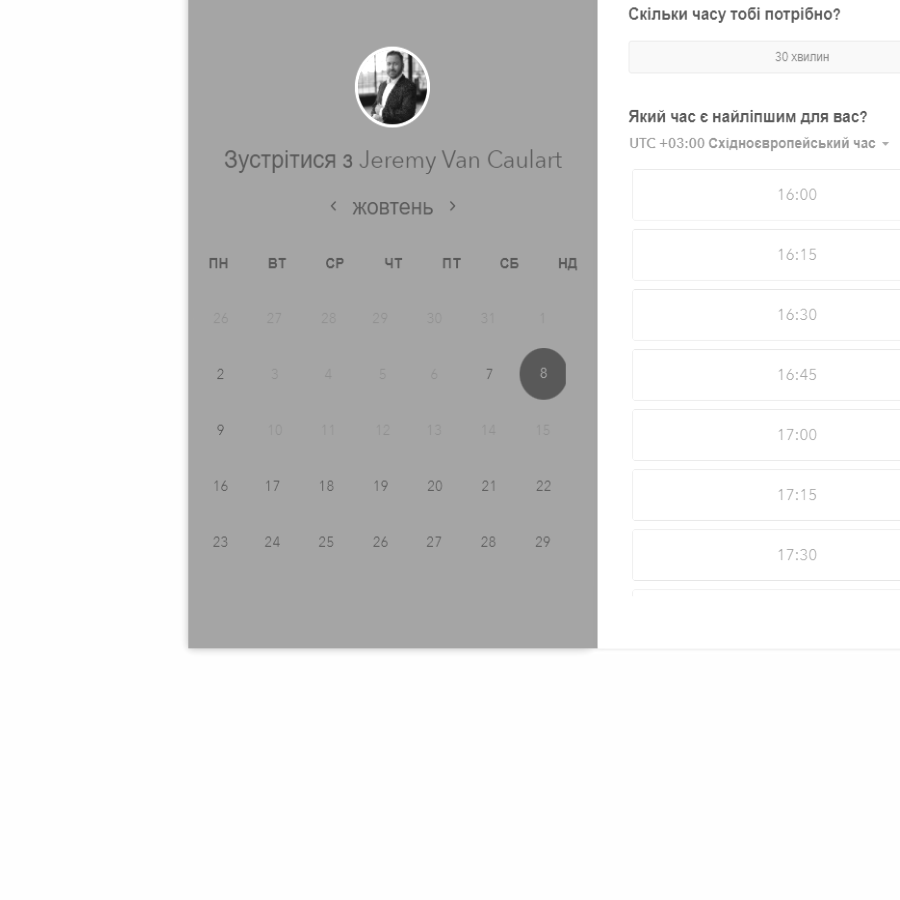 Зустрітися з Jeremy Van Caulart
жовтень
ПН ВТ СР ЧТ ПТ СБ НД
26 27 28 29 30 31 1
2 3 4 5 6 7 8
9 10 11 12 13 14 15
16 17 18 19 20 21 22
23 24 25 26 27 28 29
Скільки часу тобі потрібно?
30 хвилин
Який час є найліпшим для вас?
UTC +03:00 Східноєвропейський час
16:00
16:15
16:30
16:45
17:00
17:15
17:30